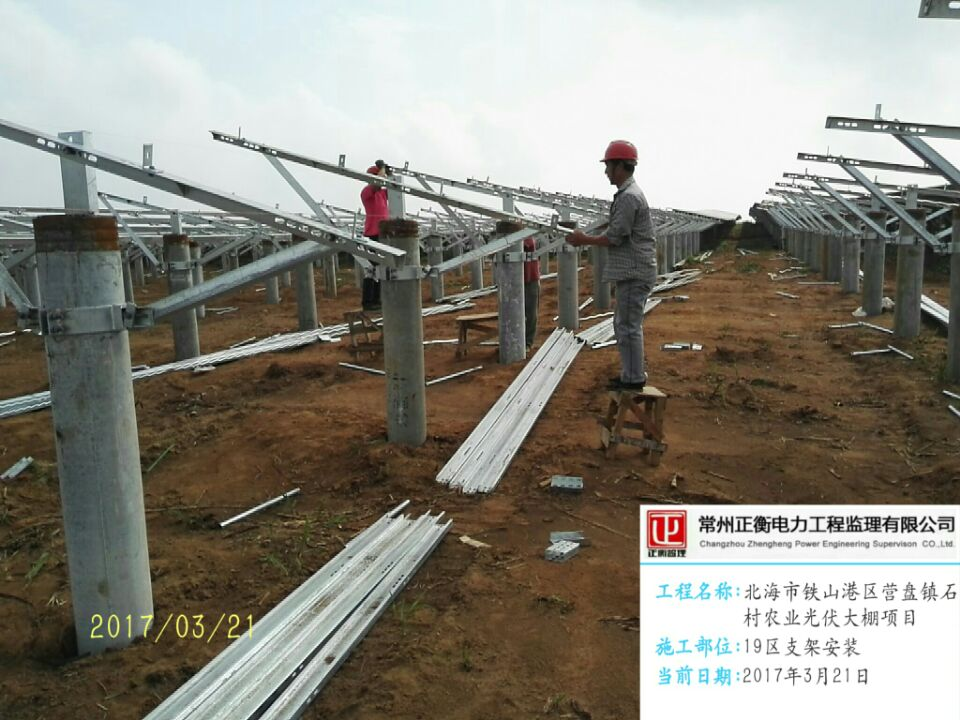 常州正衡电力工程监理有限公司
Changzhou Zhengheng Power Engineering Supervision CO.,Ltd.
正衡监理
工程名称:北海市铁山港区营盘镇石
村农业光伏大棚项目
施工部位:19区支架安装
当前日期:2017年3月21日
2017/03/21